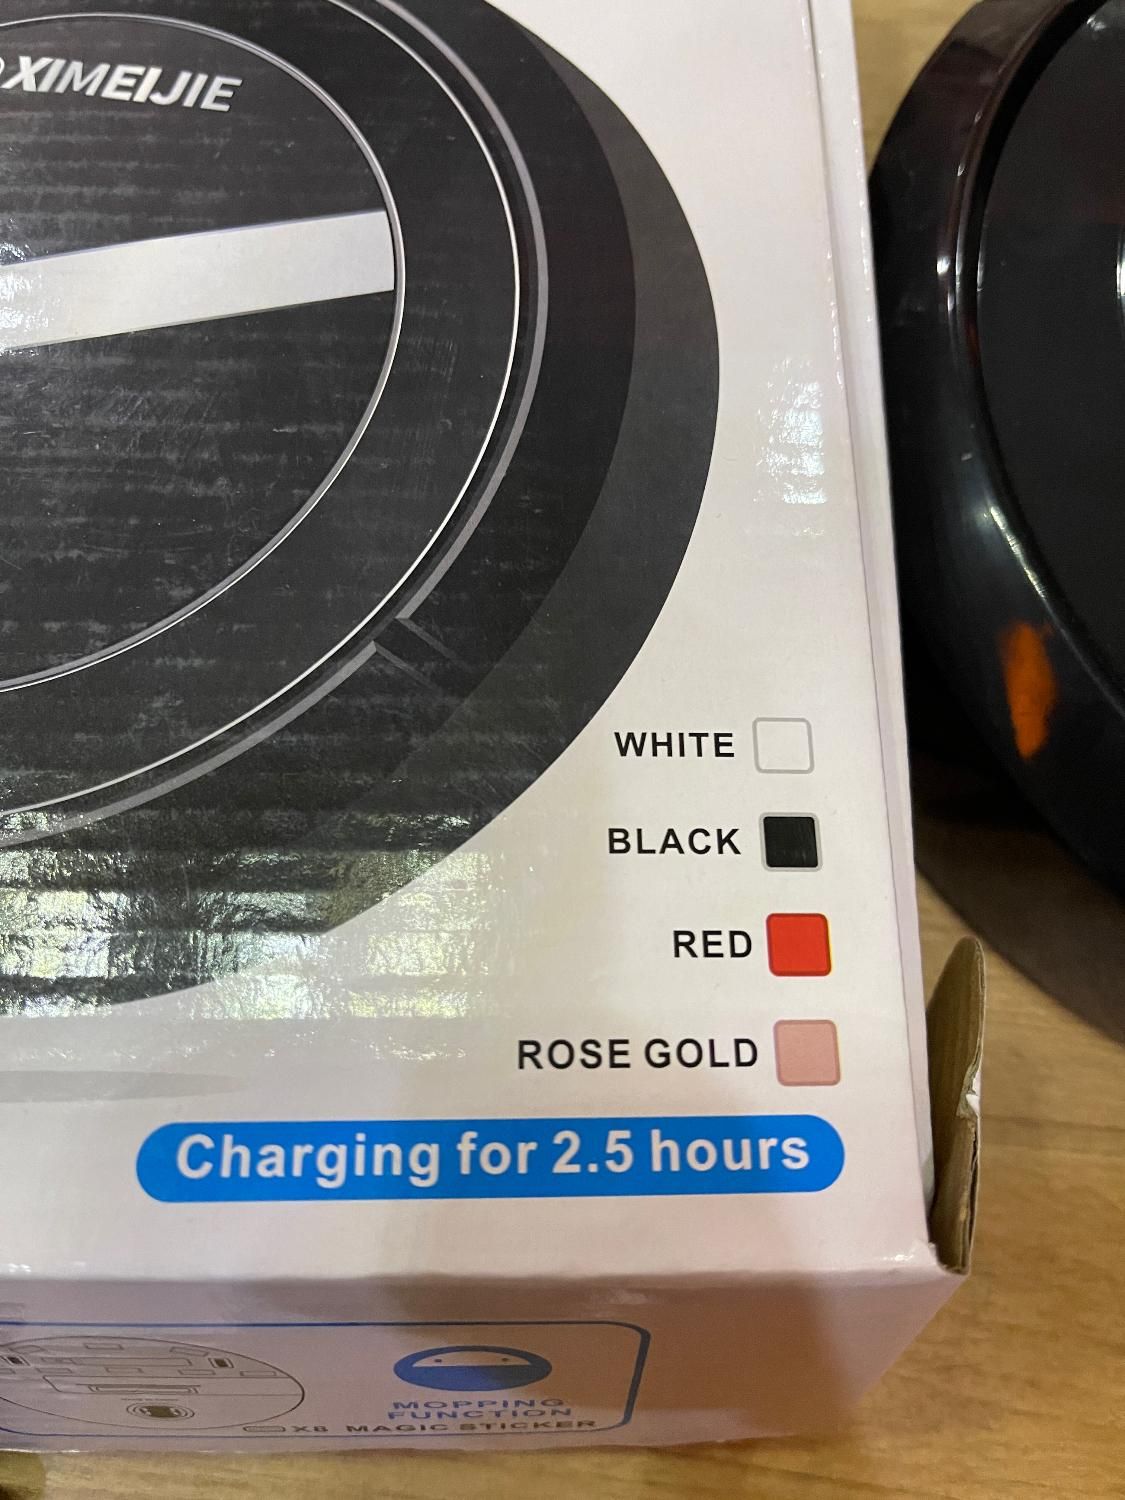 XIMEIJIE
WHITE
BLACK
RED
ROSE GOLD
Charging for 2.5 hours
MOPPING
FUNCTION
X8 MAGIC STICKER